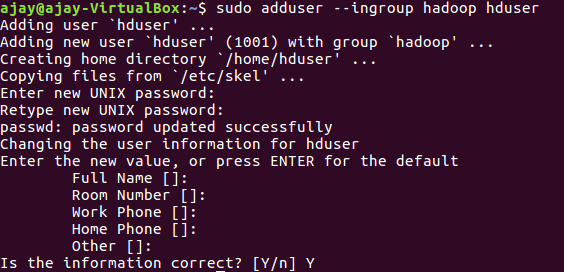 ajay@ajay-VirtualBox:~$ sudo adduser --ingroup hadoop hduser
Adding user `hduser' ...
Adding new user `hduser' (1001) with group `hadoop' ...
Creating home directory `/home/hduser' ...
Copying files from `/etc/skel' ...
Enter new UNIX password:
Retype new UNIX password:
passwd: password updated successfully
Changing the user information for hduser
Enter the new value, or press ENTER for the default
        Full Name []:
        Room Number []:
        Work Phone []:
        Home Phone []:
        Other []:
Is the information correct? [Y/n] Y